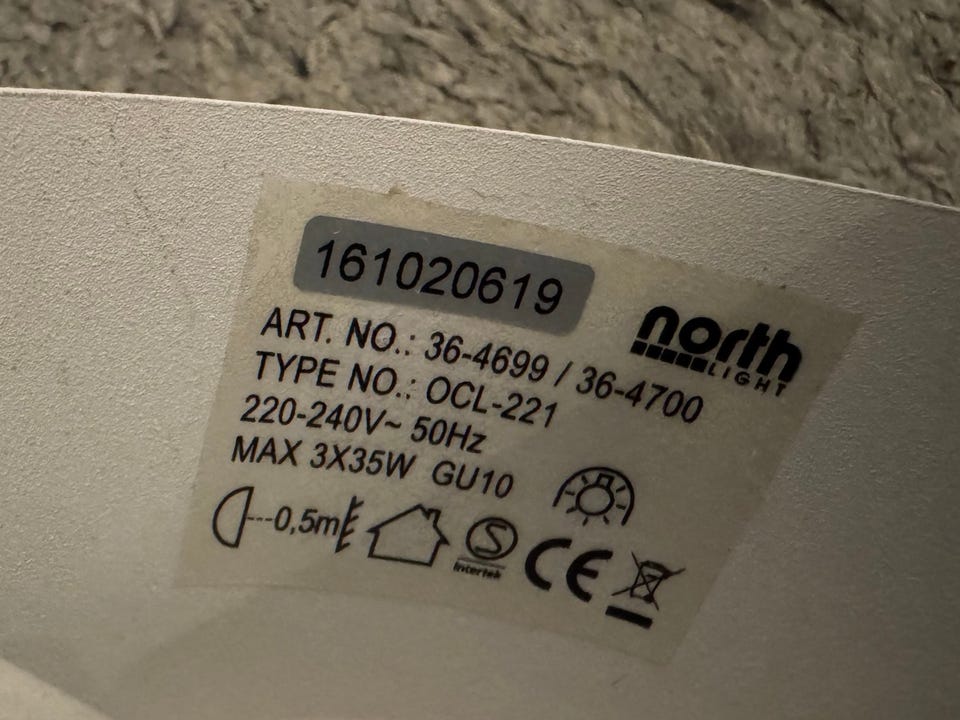 161020619
north
LIGHT
ART. NO.: 36-4699 / 36-4700
TYPE NO.: OCL-221
220-240V~ 50Hz
MAX 3X35W GU10
0,5m
S
Intertek
CE